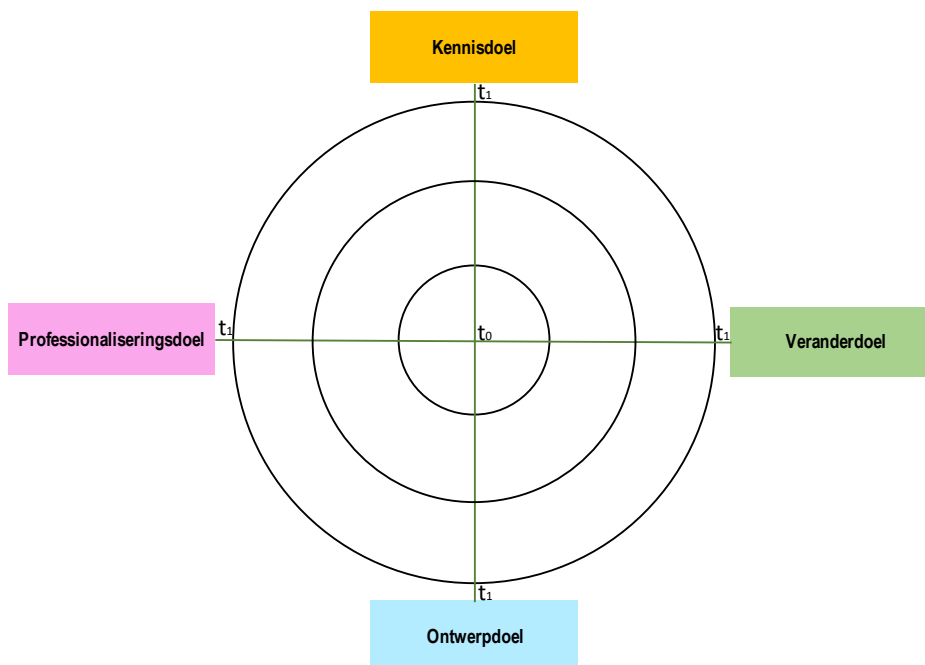 Kennisdoel
t₁
Professionaliseringsdoel
t₁
t₀
t₁
Veranderdoel
t₁
Ontwerpdoel